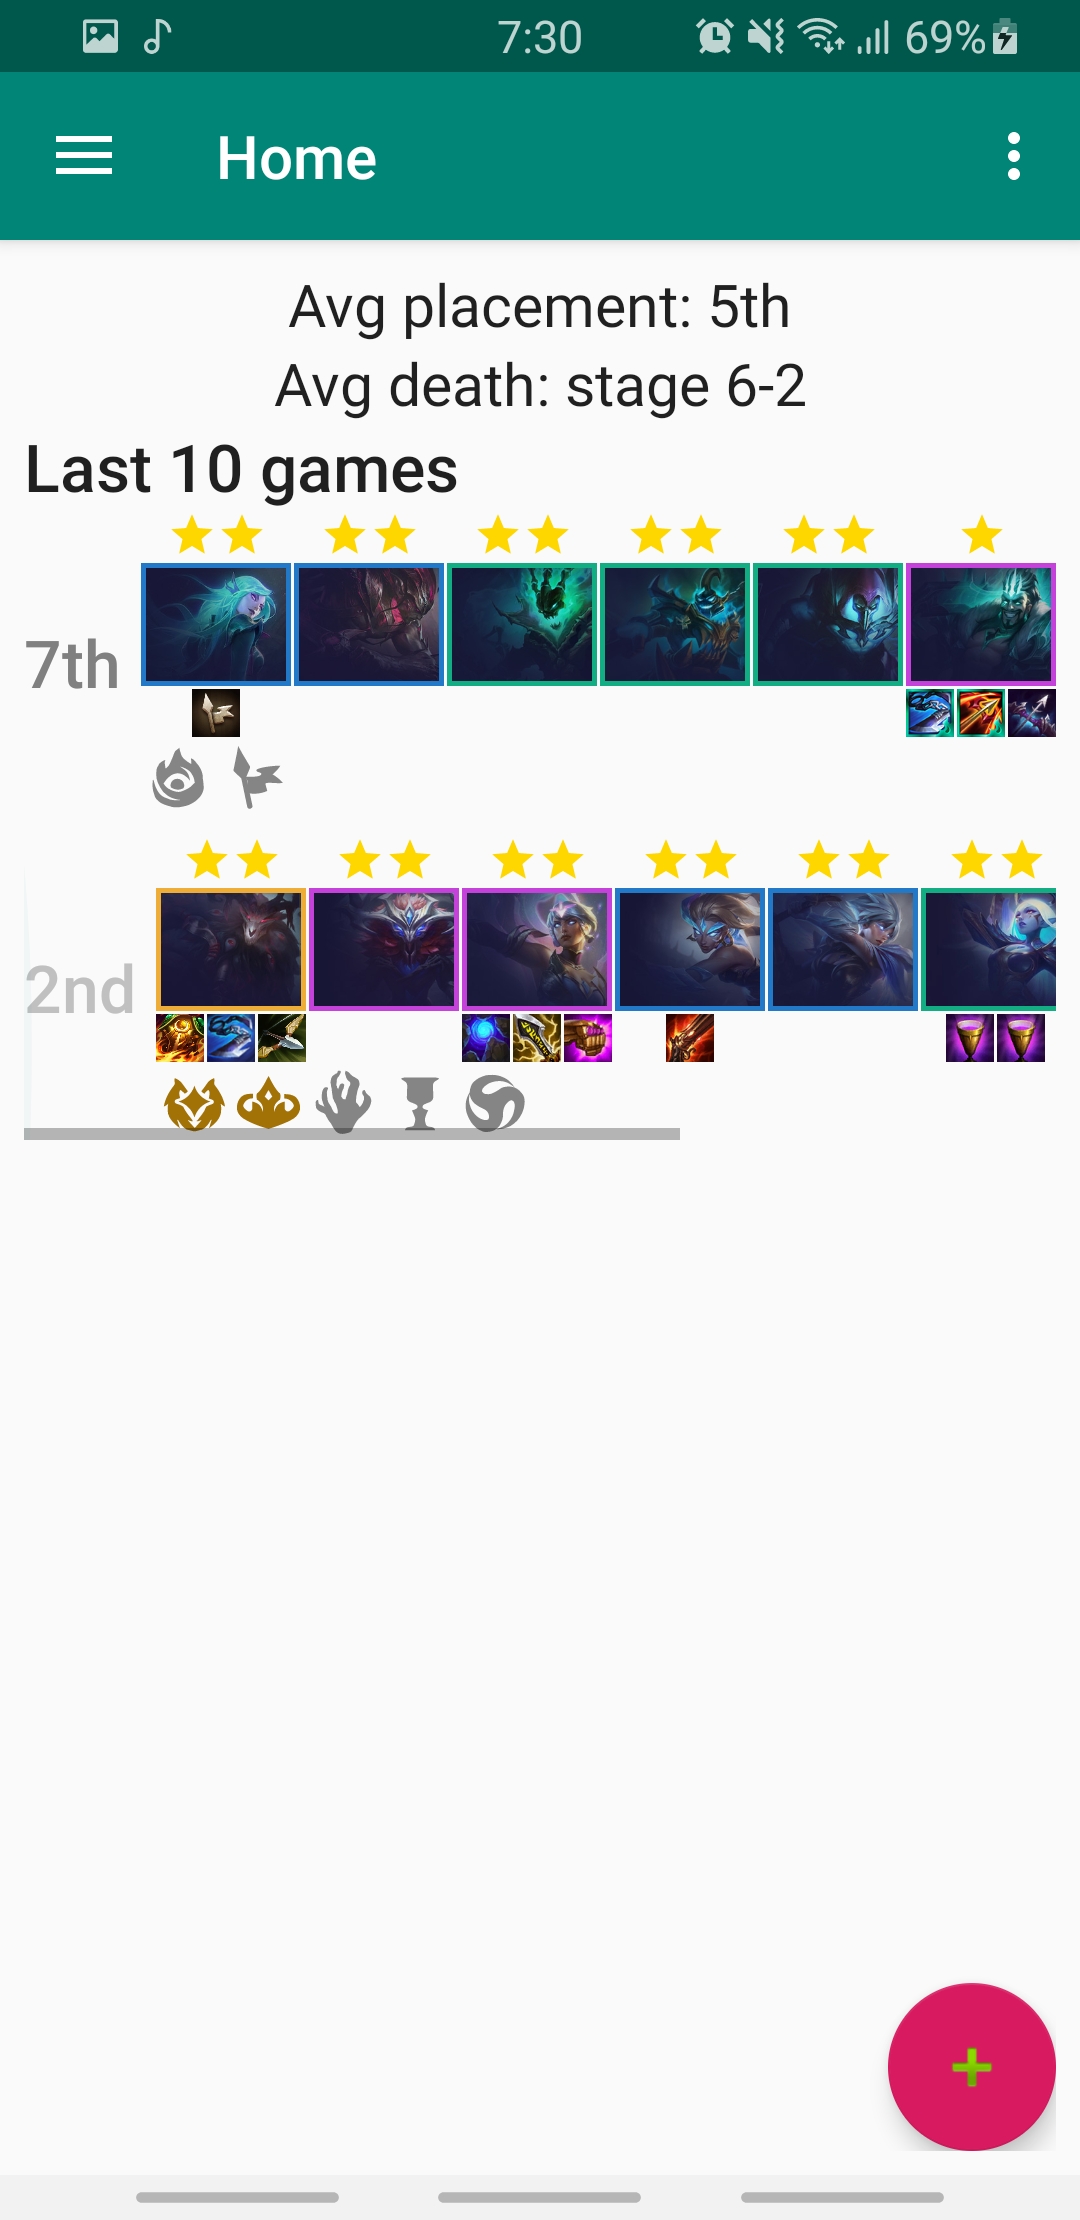 7:30
69%
Home
Avg placement: 5th
Avg death: stage 6-2
Last 10 games
7th
2nd